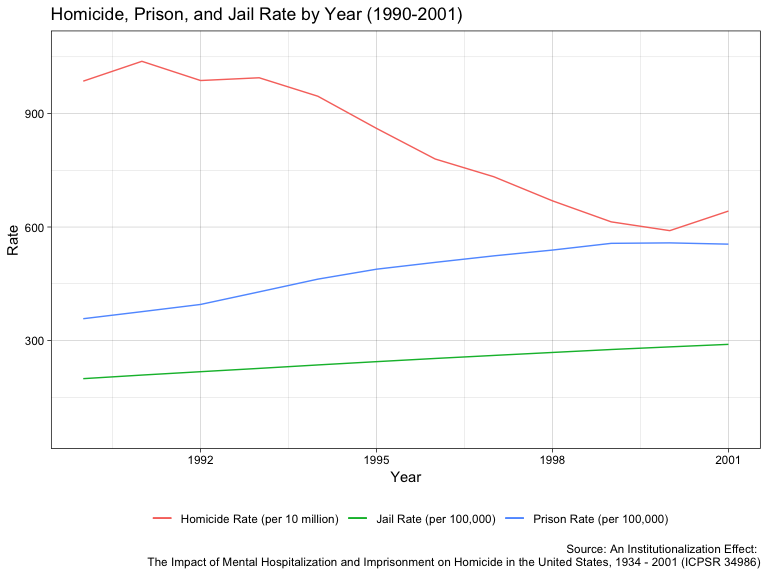 Homicide, Prison, and Jail Rate by Year (1990-2001)
Rate
900
600
300
1992 1995 1998 2001
Year
Homicide Rate (per 10 million) Jail Rate (per 100,000) Prison Rate (per 100,000)
Source: An Institutionalization Effect:
The Impact of Mental Hospitalization and Imprisonment on Homicide in the United States, 1934 - 2001 (ICPSR 34986)